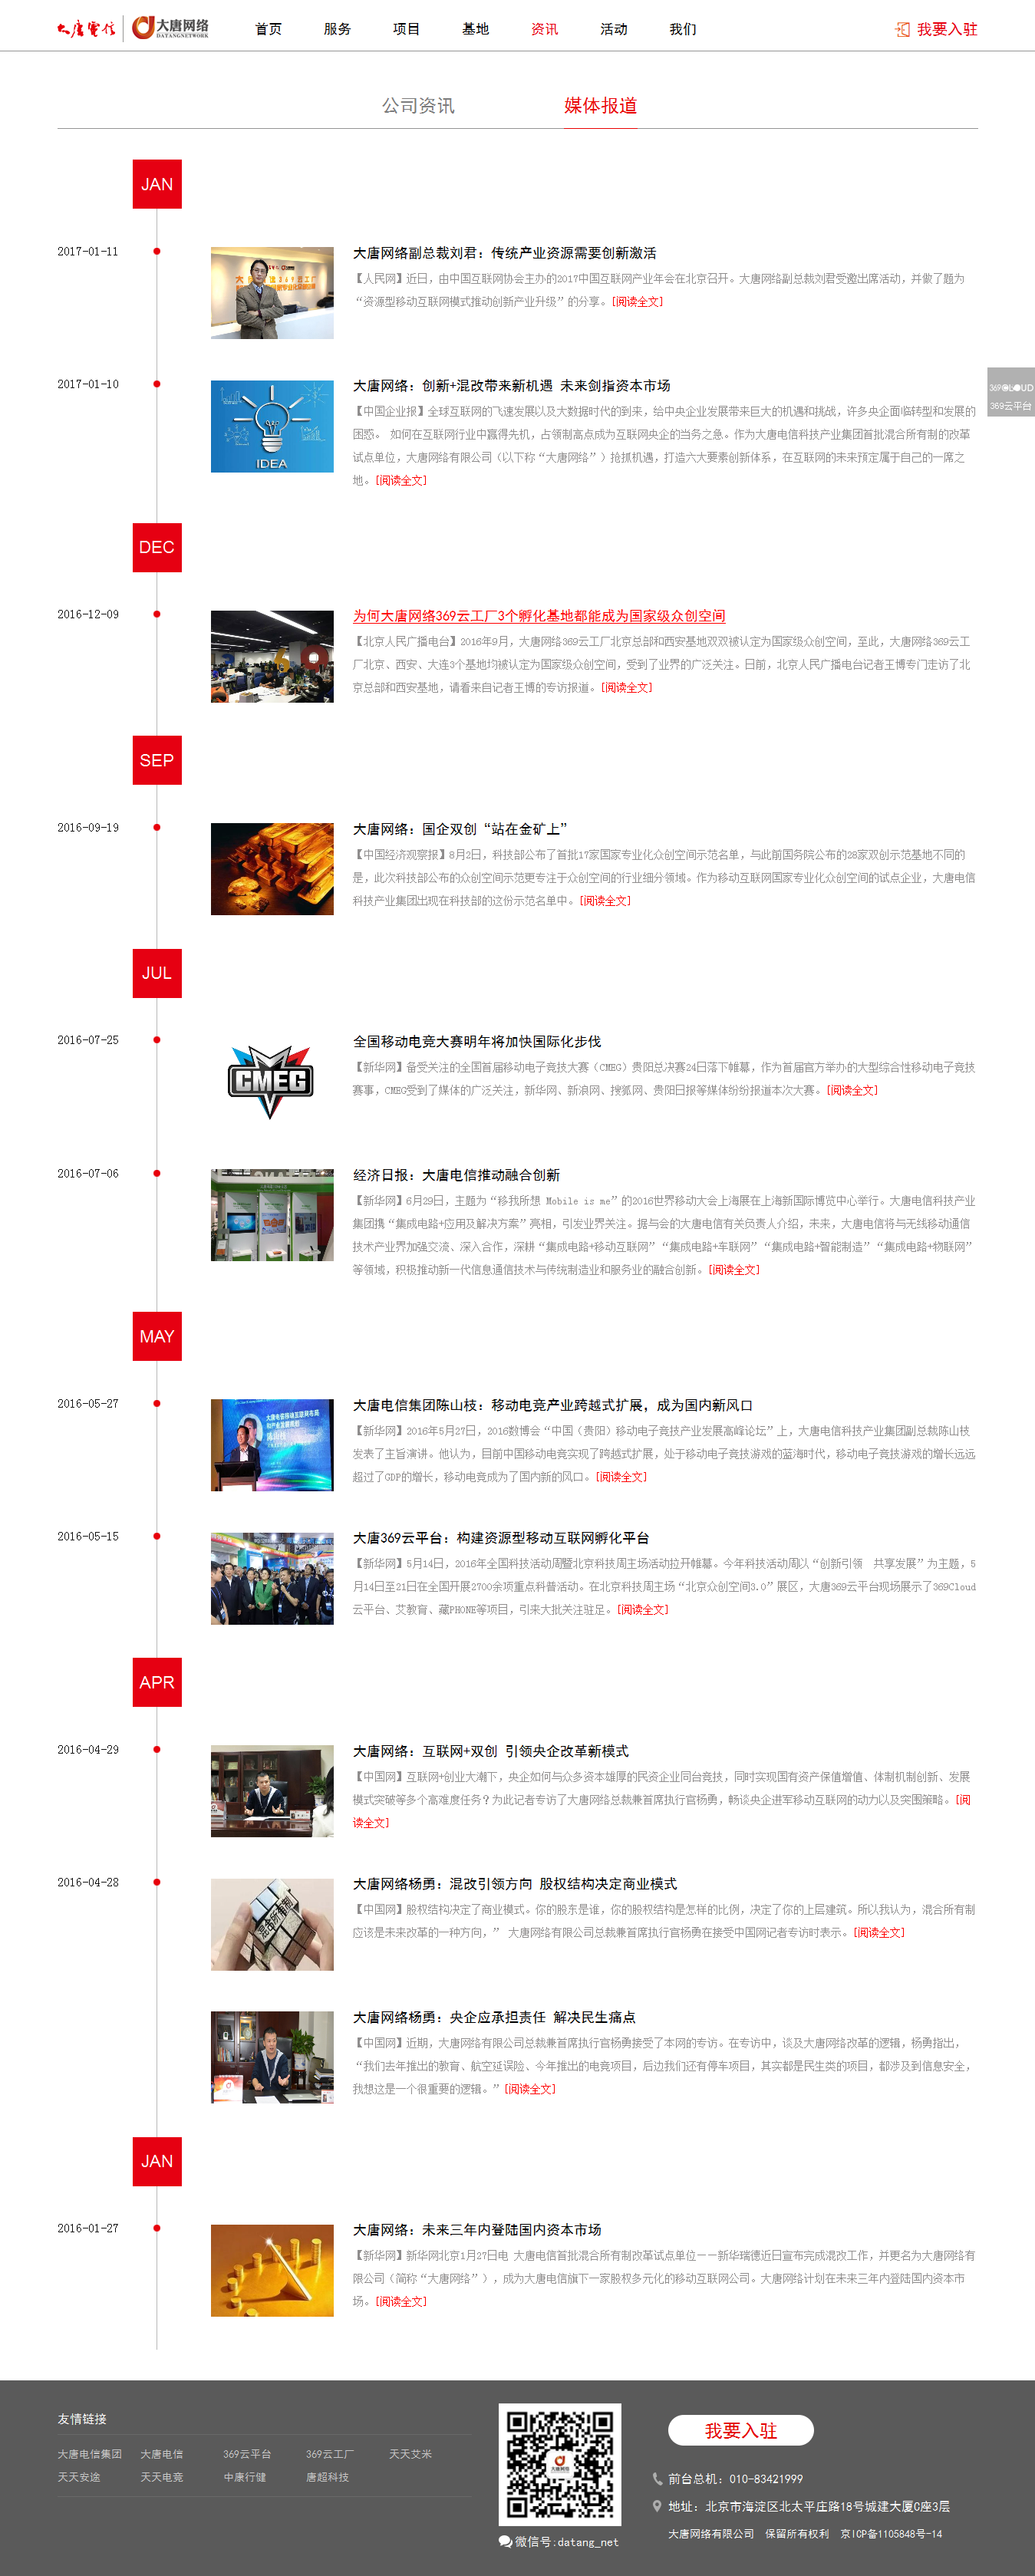 大唐电信 大唐网络 DATANGNETWORK 首页 服务 项目 基地 资讯 活动 我们 我要入驻
公司资讯 媒体报道
JAN
2017-01-11 大唐网络副总裁刘君：传统产业资源需要创新激活
【人民网】近日，由中国互联网协会主办的2017中国互联网产业年会在北京召开。大唐网络副总裁刘君受邀出席活动，并做了题为
“资源型移动互联网模式推动创新产业升级”的分享。[阅读全文]
2017-01-10 大唐网络：创新+混改带来新机遇 未来剑指资本市场
369云平台
【中国企业报】全球互联网的飞速发展以及大数据时代的到来，给中央企业发展带来巨大的机遇和挑战，许多央企面临转型和发展的
困惑。 如何在互联网行业中赢得先机，占领制高点成为互联网央企的当务之急。作为大唐电信科技产业集团首批混合所有制的改革
试点单位，大唐网络有限公司（以下称“大唐网络”）抢抓机遇，打造六大要素创新体系，在互联网的未来预定属于自己的一席之
IDEA
地。[阅读全文]
DEC
2016-12-09 为何大唐网络369云工厂3个孵化基地都能成为国家级众创空间
【北京人民广播电台】2016年9月，大唐网络369云工厂北京总部和西安基地双双被认定为国家级众创空间，至此，大唐网络369云工
厂北京、西安、大连3个基地均被认定为国家级众创空间，受到了业界的广泛关注。日前，北京人民广播电台记者王博专门走访了北
京总部和西安基地，请看来自记者王博的专访报道。[阅读全文]
SEP
2016-09-19 大唐网络：国企双创“站在金矿上”
【中国经济观察报】8月2日，科技部公布了首批17家国家专业化众创空间示范名单，与此前国务院公布的28家双创示范基地不同的
是，此次科技部公布的众创空间示范更专注于众创空间的行业细分领域。作为移动互联网国家专业化众创空间的试点企业，大唐电信
科技产业集团出现在科技部的这份示范名单中。[阅读全文]
JUL
2016-07-25 全国移动电竞大赛明年将加快国际化步伐
【新华网】备受关注的全国首届移动电子竞技大赛（CMEG）贵阳总决赛24日落下帷幕，作为首届官方举办的大型综合性移动电子竞技
CMEG
赛事，CMEG受到了媒体的广泛关注，新华网、新浪网、搜狐网、贵阳日报等媒体纷纷报道本次大赛。[阅读全文]
2016-07-06 经济日报：大唐电信推动融合创新
【新华网】6月29日，主题为“移我所想 Mobile is me”的2016世界移动大会上海展在上海新国际博览中心举行。大唐电信科技产业
集团携“集成电路+应用及解决方案”亮相，引发业界关注。据与会的大唐电信有关负责人介绍，未来，大唐电信将与无线移动通信
技术产业界加强交流、深入合作，深耕“集成电路+移动互联网”“集成电路+车联网”“集成电路+智能制造”“集成电路+物联网”
等领域，积极推动新一代信息通信技术与传统制造业和服务业的融合创新。[阅读全文]
MAY
2016-05-27 大唐电信集团陈山枝：移动电竞产业跨越式扩展，成为国内新风口
【新华网】2016年5月27日，2016数博会“中国（贵阳）移动电子竞技产业发展高峰论坛”上，大唐电信科技产业集团副总裁陈山枝
发表了主旨演讲。他认为，目前中国移动电竞实现了跨越式扩展，处于移动电子竞技游戏的蓝海时代，移动电子竞技游戏的增长远远
超过了GDP的增长，移动电竞成为了国内新的风口。[阅读全文]
2016-05-15 大唐369云平台：构建资源型移动互联网孵化平台
【新华网】5月14日，2016年全国科技活动周暨北京科技周主场活动拉开帷幕。今年科技活动周以“创新引领　共享发展”为主题，5
月14日至21日在全国开展2700余项重点科普活动。在北京科技周主场“北京众创空间3.0”展区，大唐369云平台现场展示了369Cloud
云平台、艾教育、藏PHONE等项目，引来大批关注驻足。[阅读全文]
APR
2016-04-29 大唐网络：互联网+双创 引领央企改革新模式
【中国网】互联网+创业大潮下，央企如何与众多资本雄厚的民资企业同台竞技，同时实现国有资产保值增值、体制机制创新、发展
模式突破等多个高难度任务？为此记者专访了大唐网络总裁兼首席执行官杨勇，畅谈央企进军移动互联网的动力以及突围策略。[阅
读全文]
2016-04-28 大唐网络杨勇：混改引领方向 股权结构决定商业模式
【中国网】股权结构决定了商业模式。你的股东是谁，你的股权结构是怎样的比例，决定了你的上层建筑。所以我认为，混合所有制
应该是未来改革的一种方向，” 大唐网络有限公司总裁兼首席执行官杨勇在接受中国网记者专访时表示。[阅读全文]
大唐网络杨勇：央企应承担责任 解决民生痛点
【中国网】近期，大唐网络有限公司总裁兼首席执行官杨勇接受了本网的专访。在专访中，谈及大唐网络改革的逻辑，杨勇指出，
“我们去年推出的教育、航空延误险、今年推出的电竞项目，后边我们还有停车项目，其实都是民生类的项目，都涉及到信息安全，
我想这是一个很重要的逻辑。”[阅读全文]
JAN
2016-01-27 大唐网络：未来三年内登陆国内资本市场
【新华网】新华网北京1月27日电 大唐电信首批混合所有制改革试点单位——新华瑞德近日宣布完成混改工作，并更名为大唐网络有
限公司（简称“大唐网络”），成为大唐电信旗下一家股权多元化的移动互联网公司。大唐网络计划在未来三年内登陆国内资本市
场。[阅读全文]
友情链接
大唐电信集团 大唐电信 369云平台 369云工厂 天天艾米
天天安途 天天电竞 中康行健 唐超科技
大唐网络
微信号:datang_net
我要入驻
前台总机：010-83421999
地址：北京市海淀区北太平庄路18号城建大厦C座3层
大唐网络有限公司 保留所有权利 京ICP备1105848号-14